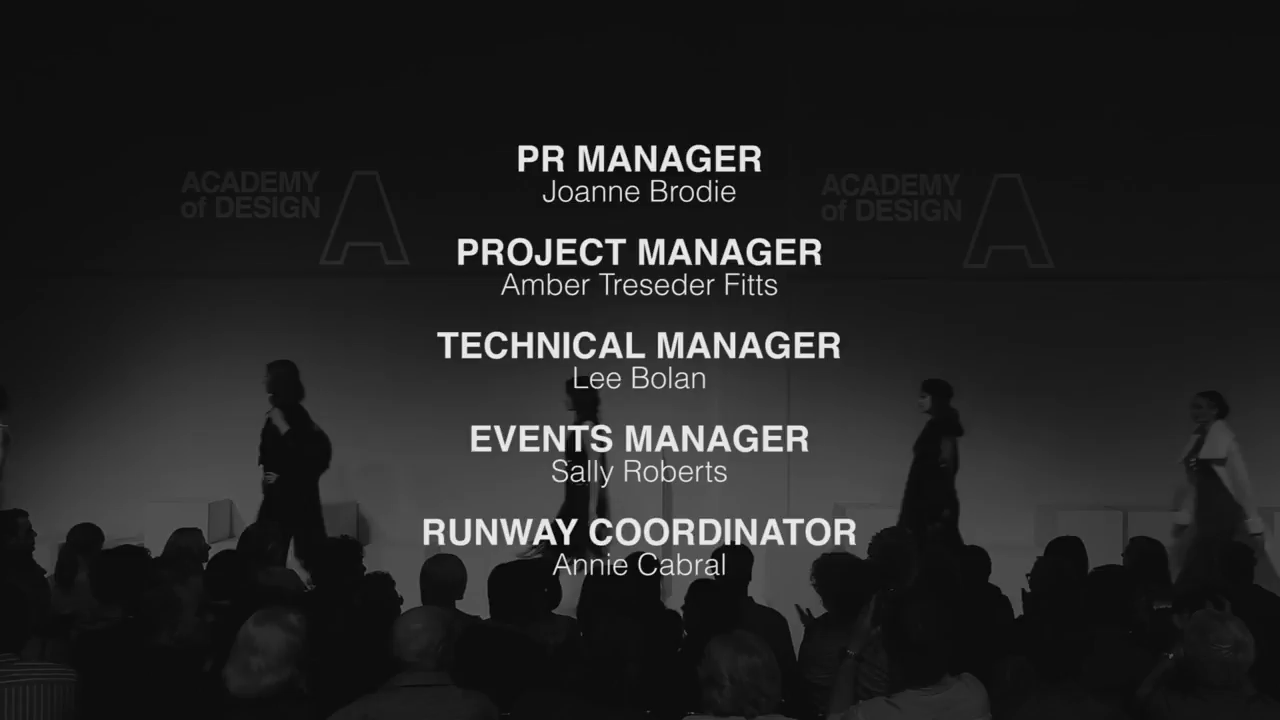 PR MANAGER
Joanne Brodie
ACADEMY
of DESIGN
A
ACADEMY
of DESIGN
A
PROJECT MANAGER
Amber Treseder Fitts
TECHNICAL MANAGER
Lee Bolan
EVENTS MANAGER
Sally Roberts
RUNWAY COORDINATOR
Annie Cabral